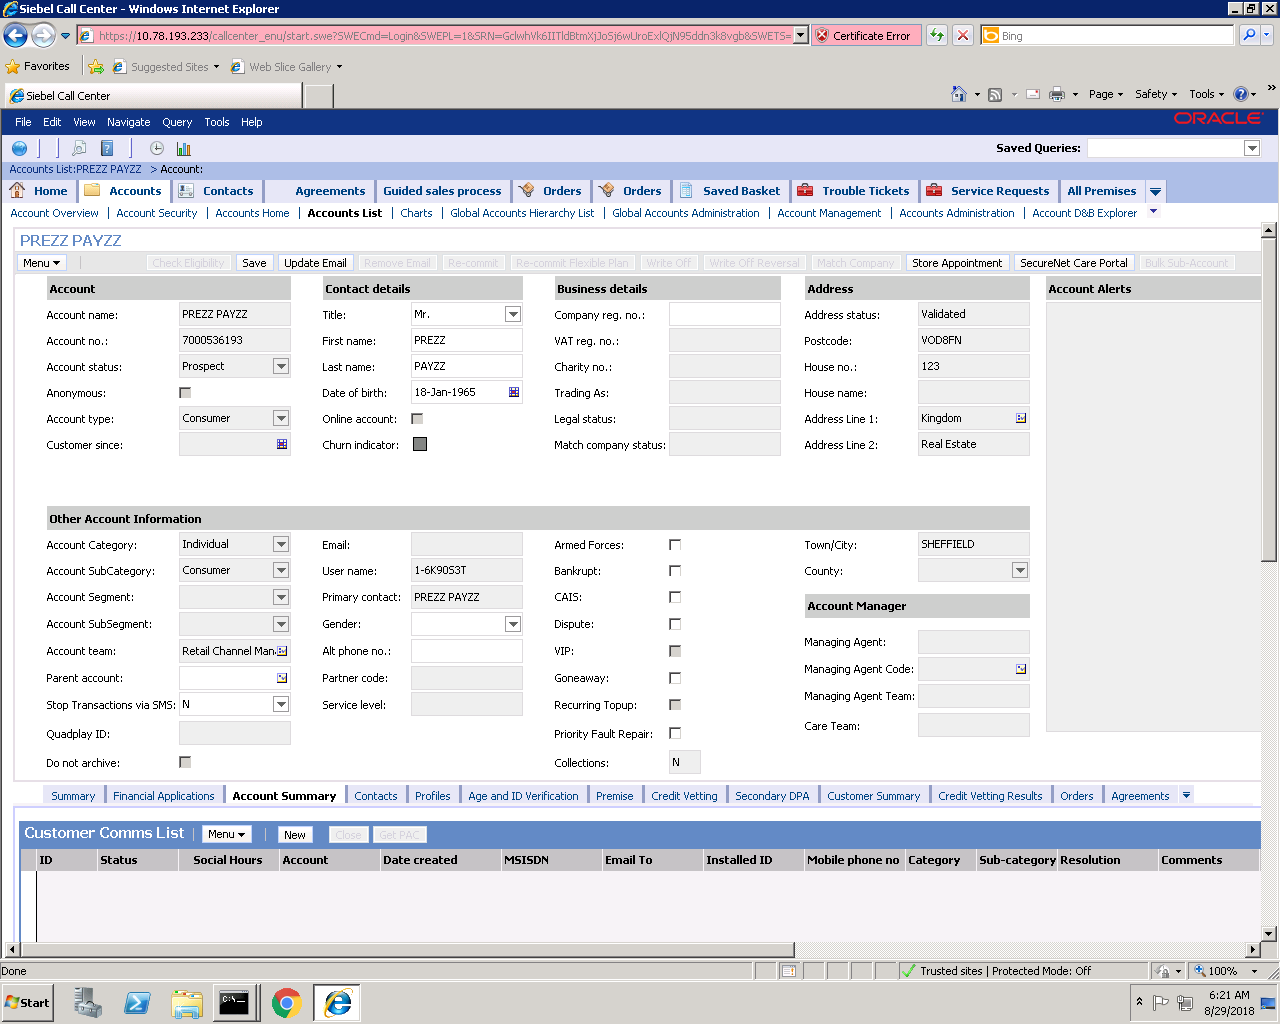 Siebel Call Center - Windows Internet Explorer
https://10.78.193.233/callcenter_enu/start.swe?SWECmd=Login&SWEPL=1&SRN=
Certificate Error
Bing
Favorites Suggested Sites Web Slice Gallery
Siebel Call Center
Page Safety Tools
File Edit View Navigate Query Tools Help
ORACLE
Saved Queries:
Accounts List:PREZZ PAYZZ > Account:
Home Accounts Contacts Agreements Guided sales process Orders Orders Saved Basket Trouble Tickets Service Requests All Premises
Account Overview Account Security Accounts Home Accounts List Charts Global Accounts Hierarchy List Global Accounts Administration Account Management Accounts Administration Account D&B Explorer
PREZZ PAYZZ
Menu Check Eligibility Save Update Email Remove Email Re-commit Re-commit Flexible Plan Write Off Write Off Reversal Match Company Store Appointment SecureNet Care Portal Bulk Sub-Account
Account Contact details Business details Address Account Alerts
Account name: PREZZ PAYZZ Title: Mr. Company reg. no.: Address status: Validated
Account no.: 7000536193 First name: PREZZ VAT reg. no.: Postcode: VOD8FN
Account status: Prospect Last name: PAYZZ Charity no.: House no.: 123
Anonymous: Date of birth: 18-Jan-1965 Trading As: House name:
Account type: Consumer Online account: Legal status: Address Line 1: Kingdom
Customer since: Churn indicator: Match company status: Address Line 2: Real Estate
Other Account Information
Account Category: Individual Email: Armed Forces: Town/City: SHEFFIELD
Account SubCategory: Consumer User name: 1-6K90S3T Bankrupt: County:
Account Segment: Primary contact: PREZZ PAYZZ CAIS: Account Manager
Account SubSegment: Gender: Dispute:
Account team: Retail Channel Man Alt phone no.: VIP: Managing Agent:
Parent account: Partner code: Goneaway: Managing Agent Code:
Stop Transactions via SMS: N Service level: Recurring Topup: Managing Agent Team:
Quadplay ID: Priority Fault Repair: Care Team:
Do not archive: Collections: N
Summary Financial Applications Account Summary Contacts Profiles Age and ID Verification Premise Credit Vetting Secondary DPA Customer Summary Credit Vetting Results Orders Agreements
Customer Comms List Menu New Close Get PAC
ID Status Social Hours Account Date created MSISDN Email To Installed ID Mobile phone no Category Sub-category Resolution Comments
Done Trusted sites | Protected Mode: Off 100%
Start 6:21 AM
8/29/2018